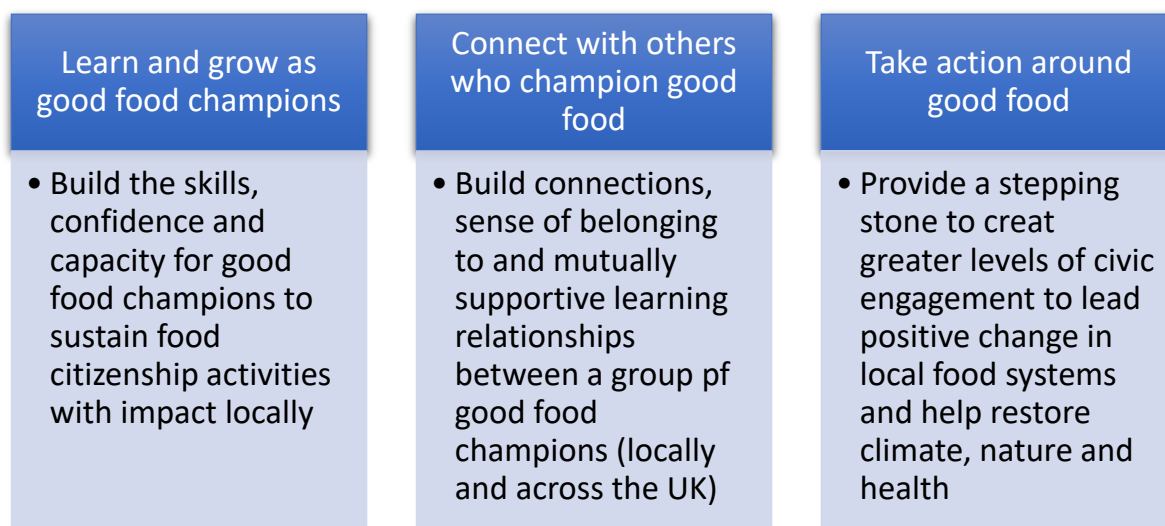 Learn and grow as
good food champions
• Build the skills,
confidence and
capacity for good
food champions to
sustain food
citizenship activities
with impact locally
Connect with others
who champion good
food
• Build connections,
sense of belonging
to and mutually
supportive learning
relationships
between a group pf
good food
champions (locally
and across the UK)
Take action around
good food
• Provide a stepping
stone to creat
greater levels of civic
engagement to lead
positive change in
local food systems
and help restore
climate, nature and
health